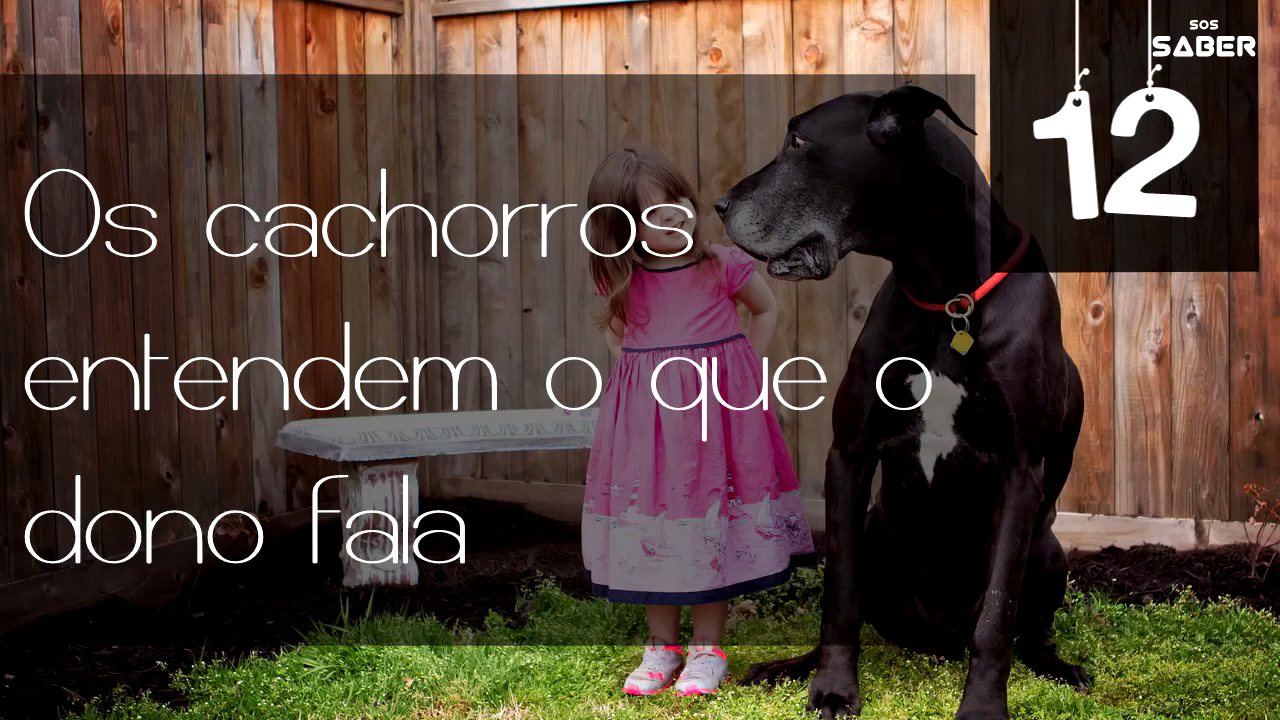 SOS
SABER
12
Os cachorros
entendem o que o
dono fala